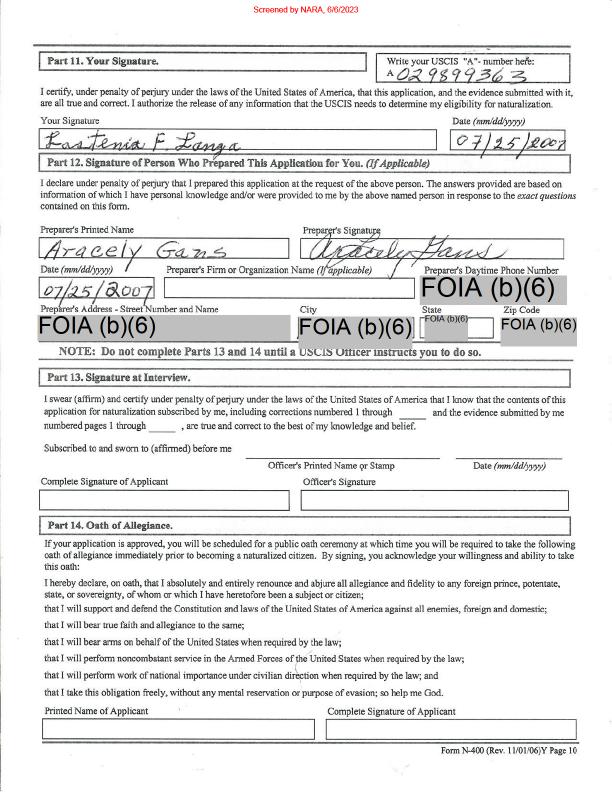 Screened by NARA, 6/6/2023
Part 11. Your Signature.
Write your USCIS "A"- number here:
A 029899363
I certify, under penalty of perjury under the laws of the United States of America, that this application, and the evidence submitted with it,
are all true and correct. I authorize the release of any information that the USCIS needs to determine my eligibility for naturalization.
Your Signature Date (mm/dd/yyyy)
Lastenia F. Langa 07/25/2007
Part 12. Signature of Person Who Prepared This Application for You. (If Applicable)
I declare under penalty of perjury that I prepared this application at the request of the above person. The answers provided are based on
information of which I have personal knowledge and/or were provided to me by the above named person in response to the exact questions
contained on this form.
Preparer's Printed Name Preparer's Signature
Aracely Gans Aracely Gans
Date (mm/dd/yyyy) Preparer's Firm or Organization Name (If applicable) Preparer's Daytime Phone Number
07/25/2007 FOIA (b)(6)
Preparer's Address - Street Number and Name City State Zip Code
FOIA (b)(6) FOIA (b)(6) FOIA (b)(6) FOIA (b)(6)
NOTE: Do not complete Parts 13 and 14 until a USCIS Officer instructs you to do so.
Part 13. Signature at Interview.
I swear (affirm) and certify under penalty of perjury under the laws of the United States of America that I know that the contents of this
application for naturalization subscribed by me, including corrections numbered 1 through _____ and the evidence submitted by me
numbered pages 1 through _____ , are true and correct to the best of my knowledge and belief.
Subscribed to and sworn to (affirmed) before me
Officer's Printed Name or Stamp Date (mm/dd/yyyy)
Complete Signature of Applicant Officer's Signature
Part 14. Oath of Allegiance.
If your application is approved, you will be scheduled for a public oath ceremony at which time you will be required to take the following
oath of allegiance immediately prior to becoming a naturalized citizen. By signing, you acknowledge your willingness and ability to take
this oath:
I hereby declare, on oath, that I absolutely and entirely renounce and abjure all allegiance and fidelity to any foreign prince, potentate,
state, or sovereignty, of whom or which I have heretofore been a subject or citizen;
that I will support and defend the Constitution and laws of the United States of America against all enemies, foreign and domestic;
that I will bear true faith and allegiance to the same;
that I will bear arms on behalf of the United States when required by the law;
that I will perform noncombatant service in the Armed Forces of the United States when required by the law;
that I will perform work of national importance under civilian direction when required by the law; and
that I take this obligation freely, without any mental reservation or purpose of evasion; so help me God.
Printed Name of Applicant Complete Signature of Applicant
Form N-400 (Rev. 11/01/06)Y Page 10